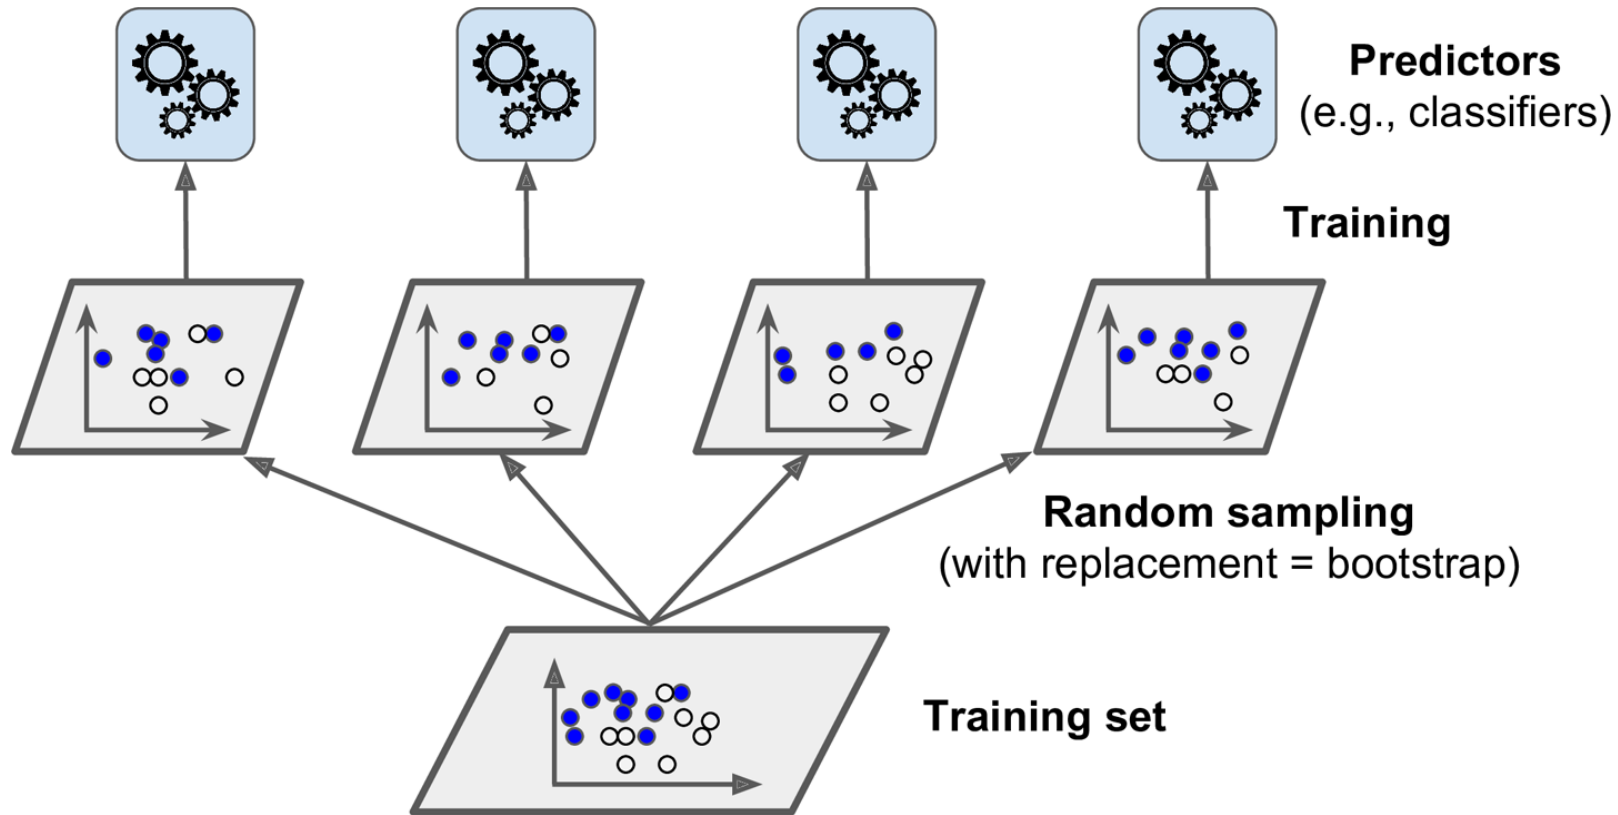 Predictors
(e.g., classifiers)
Training
Random sampling
(with replacement = bootstrap)
Training set